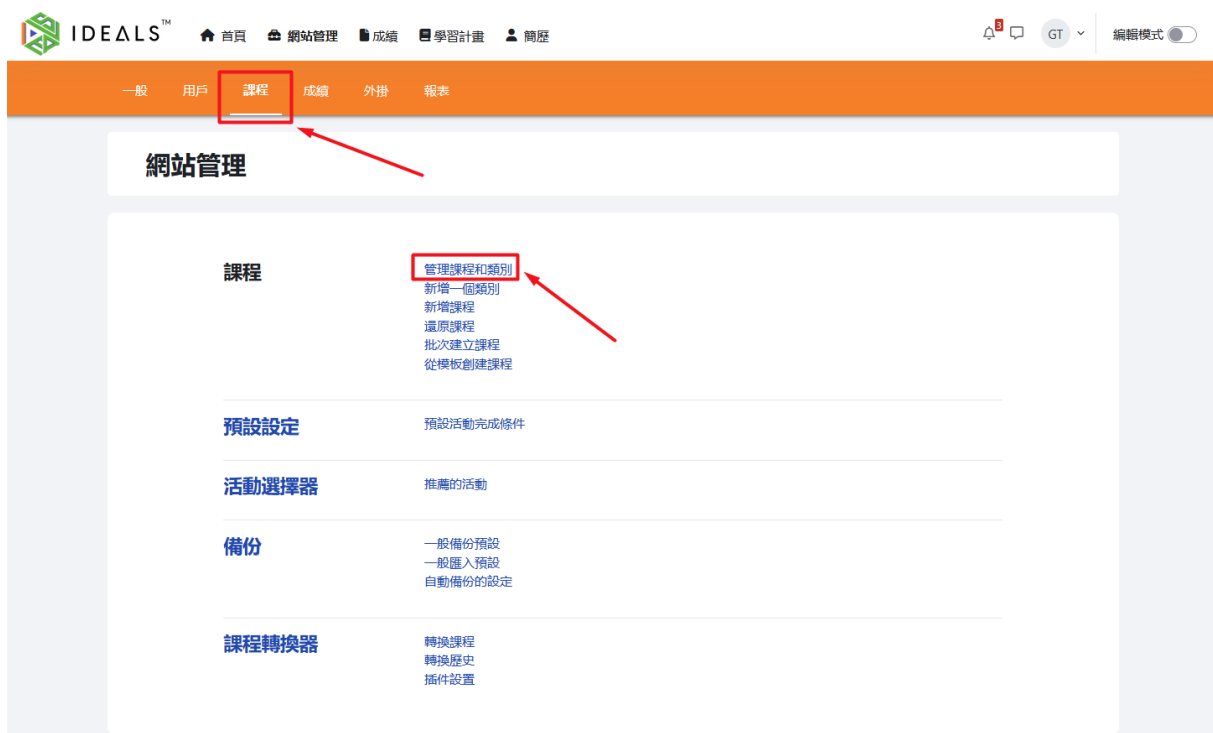 IDEALS™ 首頁 網站管理 成績 學習計畫 簡歷 3 GT 編輯模式
一般 用戶 課程 成績 外掛 報表
網站管理
課程
管理課程和類別
新增一個類別
新增課程
還原課程
批次建立課程
從模板創建課程
預設設定
預設活動完成條件
活動選擇器
推薦的活動
備份
一般備份預設
一般匯入預設
自動備份的設定
課程轉換器
轉換課程
轉換歷史
插件設置